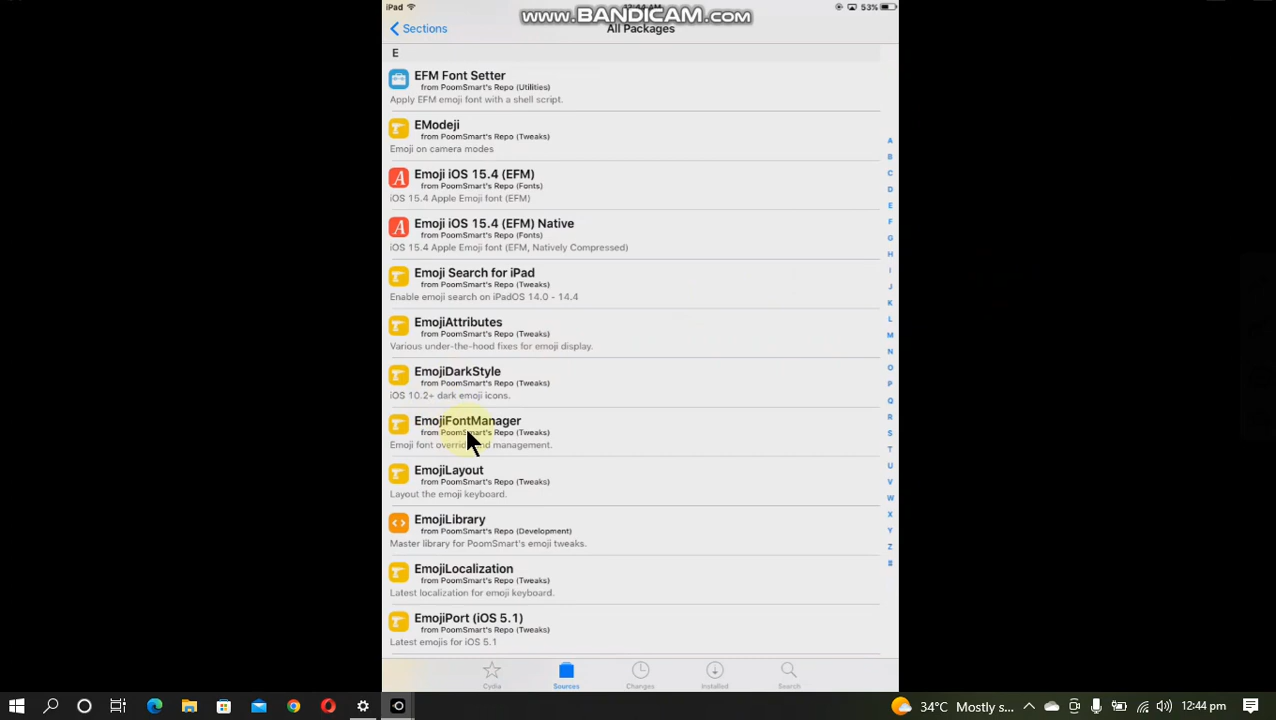 iPad
www.BANDICAM.com
53%
Sections
All Packages
E
EFM Font Setter
from PoomSmart's Repo (Utilities)
Apply EFM emoji font with a shell script.
EModeji
from PoomSmart's Repo (Tweaks)
Emoji on camera modes
Emoji iOS 15.4 (EFM)
from PoomSmart's Repo (Fonts)
iOS 15.4 Apple Emoji font (EFM)
Emoji iOS 15.4 (EFM) Native
from PoomSmart's Repo (Fonts)
iOS 15.4 Apple Emoji font (EFM, Natively Compressed)
Emoji Search for iPad
from PoomSmart's Repo (Tweaks)
Enable emoji search on iPadOS 14.0 - 14.4
EmojiAttributes
from PoomSmart's Repo (Tweaks)
Various under-the-hood fixes for emoji display.
EmojiDarkStyle
from PoomSmart's Repo (Tweaks)
iOS 10.2+ dark emoji icons.
EmojiFontManager
from PoomSmart's Repo (Tweaks)
Emoji font management.
EmojiLayout
from PoomSmart's Repo (Tweaks)
Layout the emoji keyboard.
EmojiLibrary
from PoomSmart's Repo (Development)
Master library for PoomSmart's emoji tweaks.
EmojiLocalization
from PoomSmart's Repo (Tweaks)
Latest localization for emoji keyboard.
EmojiPort (iOS 5.1)
from PoomSmart's Repo (Tweaks)
Latest emojis for iOS 5.1
A
B
C
D
E
F
G
H
I
J
K
L
M
N
O
P
Q
R
S
T
U
V
W
X
Y
Z
#
Cydia
Sources
Changes
Installed
Search
34°C Mostly s...
12:44 pm